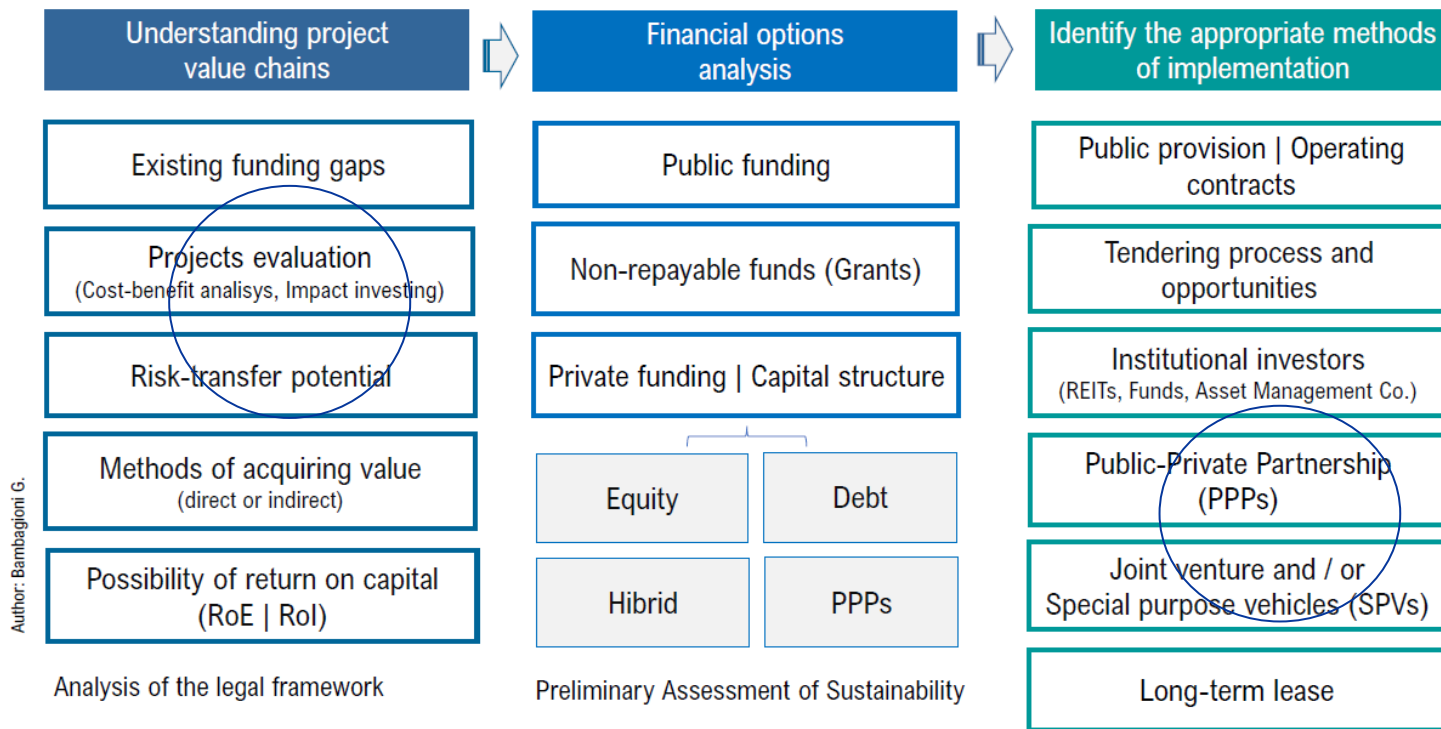 Understanding project
value chains
Existing funding gaps
Projects evaluation
(Cost-benefit analisys, Impact investing)
Risk-transfer potential
Methods of acquiring value
(direct or indirect)
Possibility of return on capital
(RoE | RoI)
Analysis of the legal framework
Author: Bambagioni G.
Financial options
analysis
Public funding
Non-repayable funds (Grants)
Private funding | Capital structure
Equity
Debt
Hibrid
PPPs
Preliminary Assessment of Sustainability
Identify the appropriate methods
of implementation
Public provision | Operating
contracts
Tendering process and
opportunities
Institutional investors
(REITs, Funds, Asset Management Co.)
Public-Private Partnership
(PPPs)
Joint venture and / or
Special purpose vehicles (SPVs)
Long-term lease